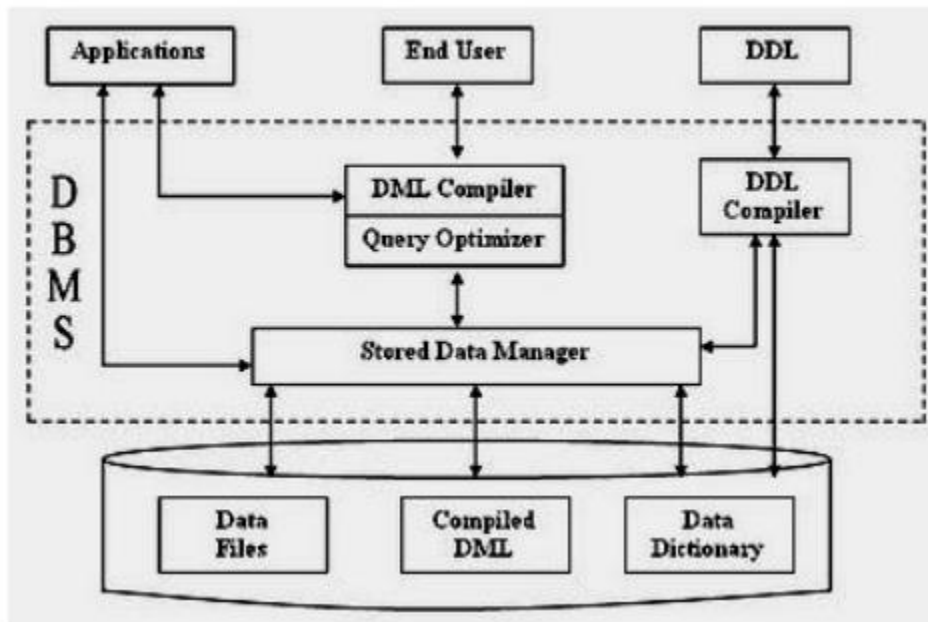 Applications
End User
DDL
D
B
M
S
DML Compiler
Query Optimizer
DDL
Compiler
Stored Data Manager
Data
Files
Compiled
DML
Data
Dictionary